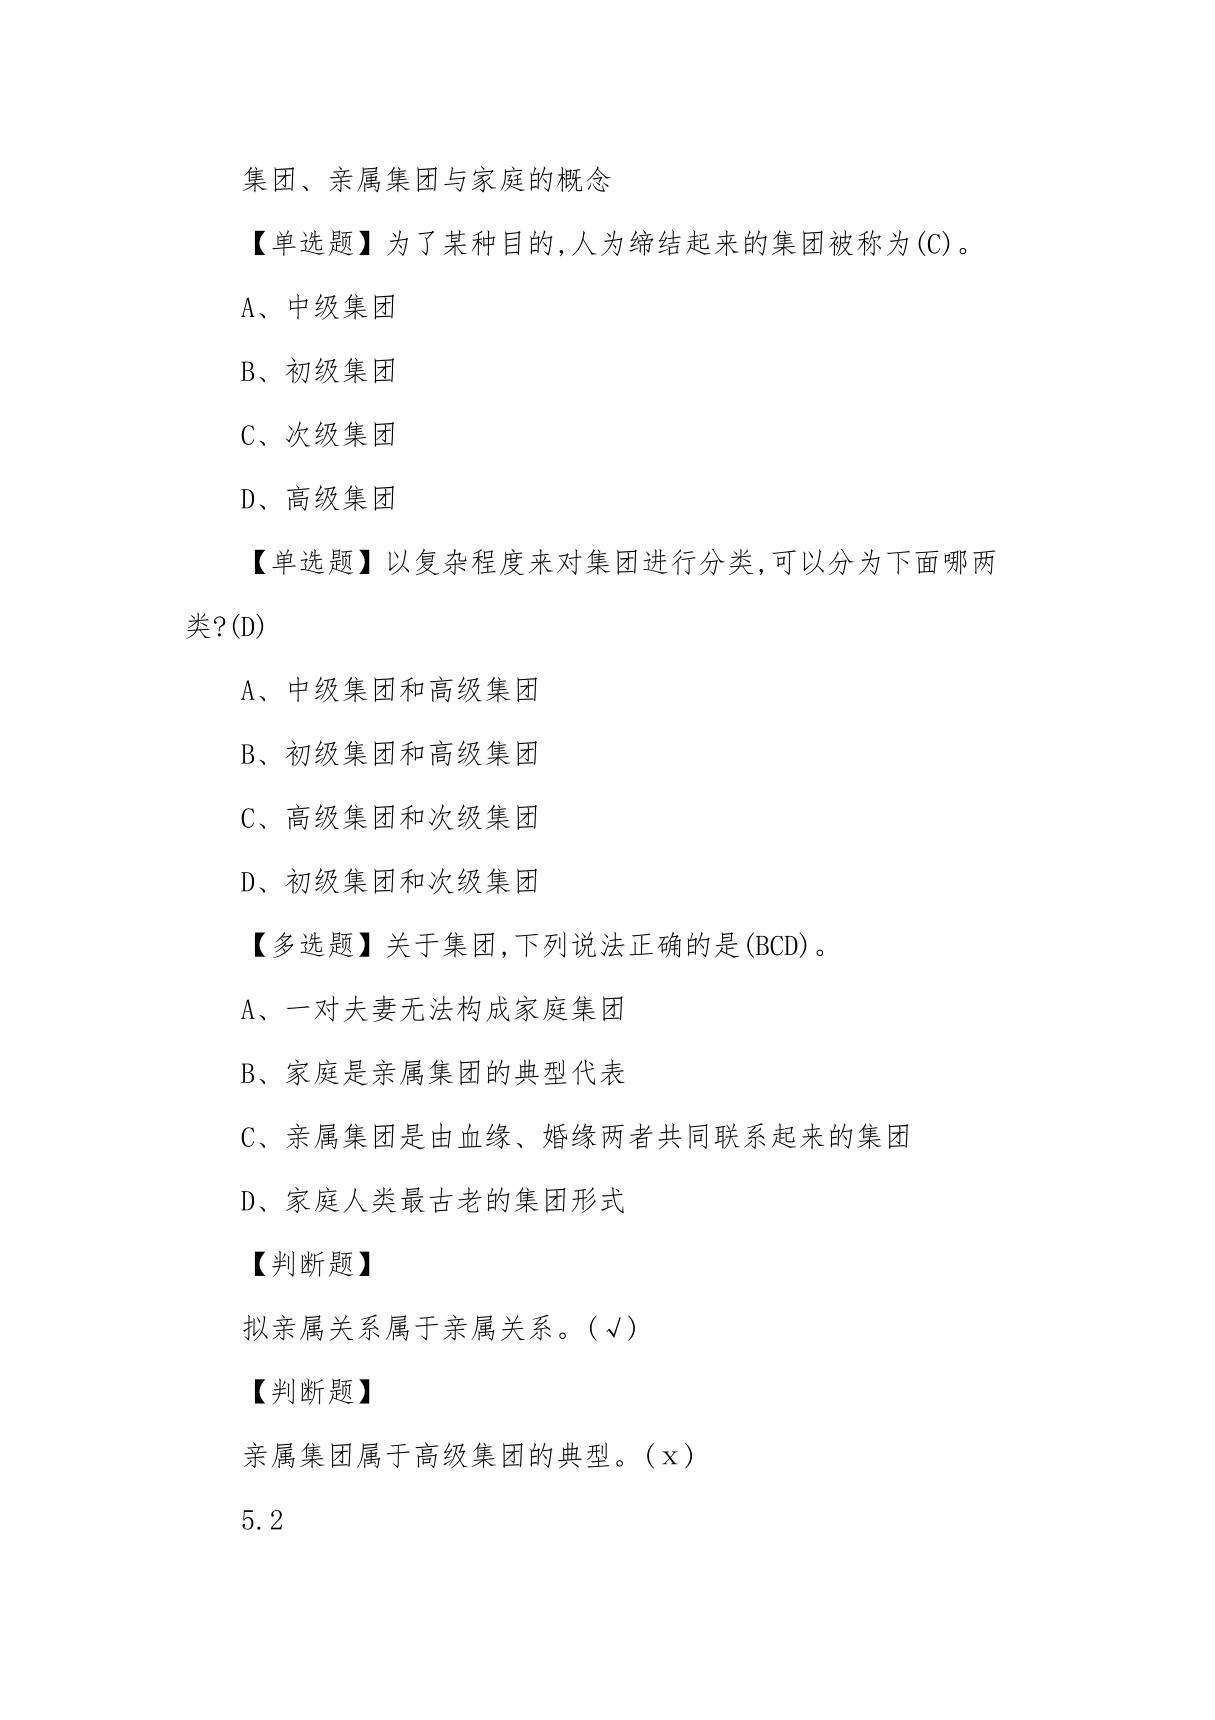 集团、亲属集团与家庭的概念
【单选题】为了某种目的,人为缔结起来的集团被称为(C)。
A、中级集团
B、初级集团
C、次级集团
D、高级集团
【单选题】以复杂程度来对集团进行分类,可以分为下面哪两
类?(D)
A、中级集团和高级集团
B、初级集团和高级集团
C、高级集团和次级集团
D、初级集团和次级集团
【多选题】关于集团,下列说法正确的是(BCD)。
A、一对夫妻无法构成家庭集团
B、家庭是亲属集团的典型代表
C、亲属集团是由血缘、婚缘两者共同联系起来的集团
D、家庭人类最古老的集团形式
【判断题】
拟亲属关系属于亲属关系。(√)
【判断题】
亲属集团属于高级集团的典型。(x)
5.2